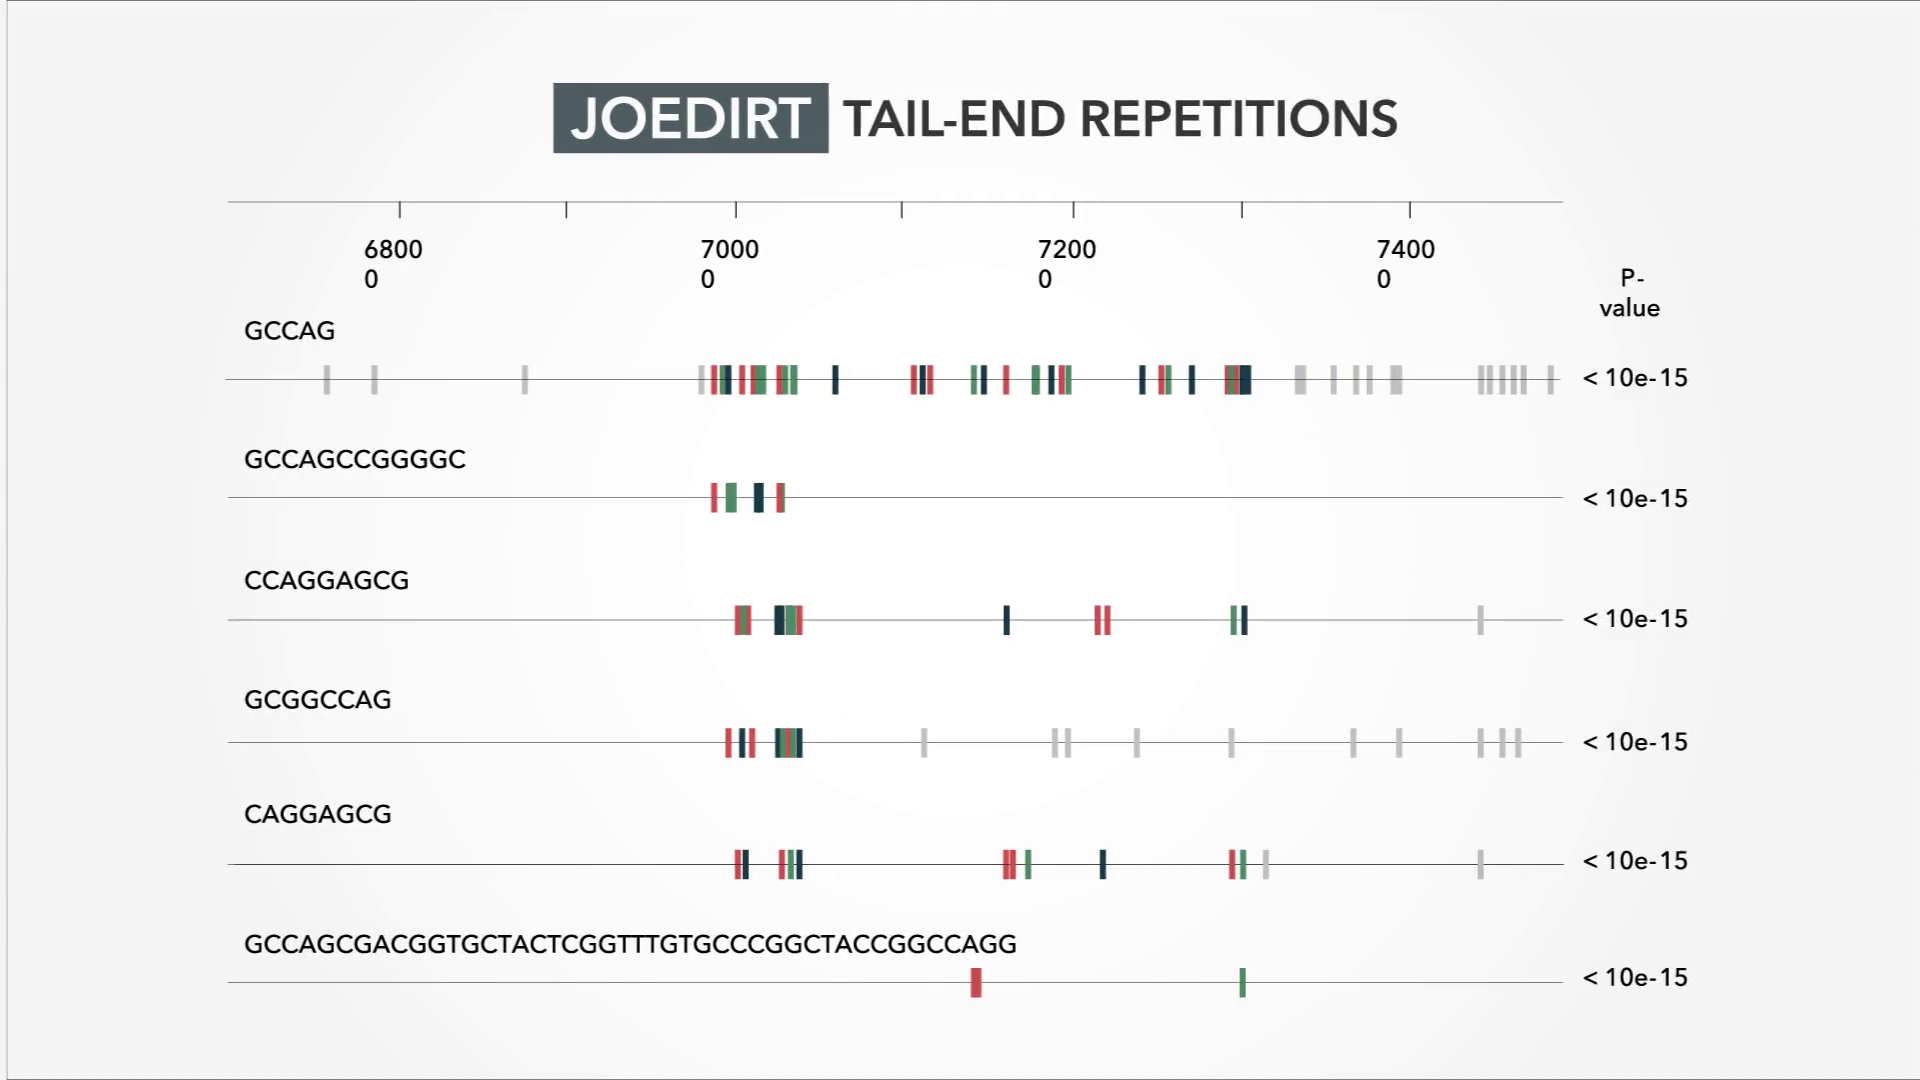 JOEDIRT TAIL-END REPETITIONS
6800 7000 7200 7400
0 0 0 0
P-
value
GCCAG
< 10e-15
GCCAGCCGGGGC
< 10e-15
CCAGGAGCG
< 10e-15
GCGGCCAG
< 10e-15
CAGGAGCG
< 10e-15
GCCAGCGACGGTGCTACTCGGTTTGTGCCCGGCTACCGGCCAGG
< 10e-15